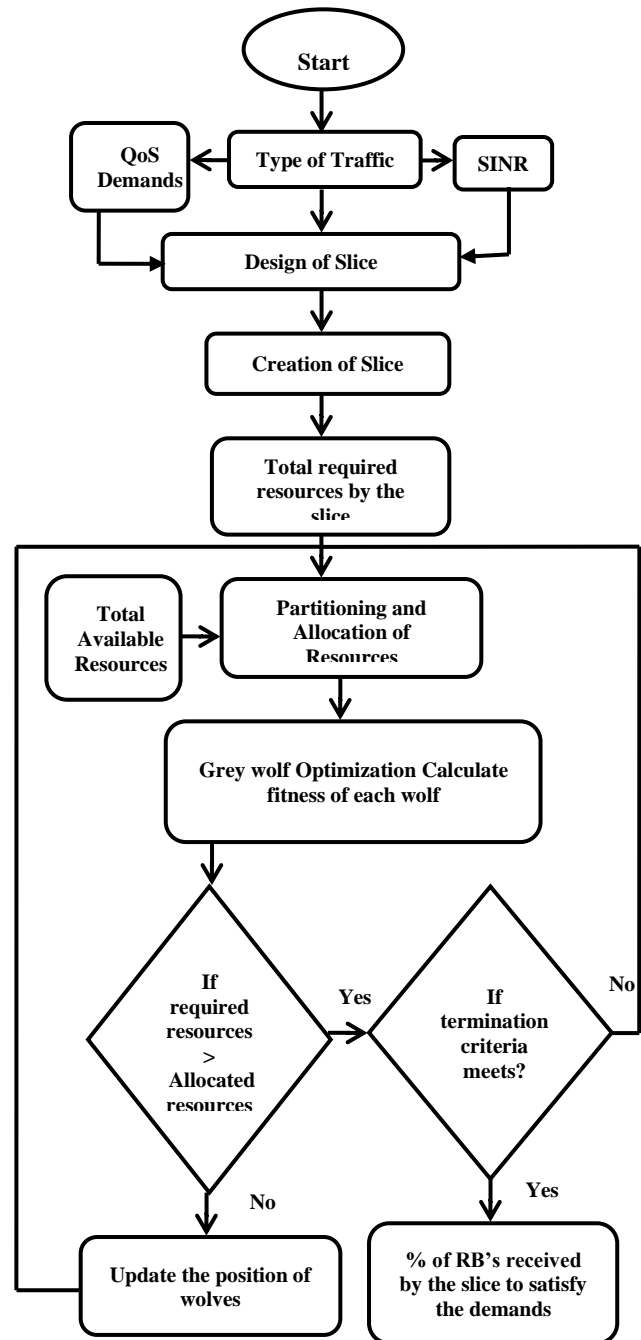 Start
QoS
Demands
Type of Traffic
SINR
Design of Slice
Creation of Slice
Total required
resources by the
slice
Total
Available
Resources
Partitioning and
Allocation of
Resources
Grey wolf Optimization Calculate
fitness of each wolf
If
required
resources
>
Allocated
resources
Yes
If
termination
criteria
meets?
No
No
Yes
Update the position of
wolves
% of RB's received
by the slice to satisfy
the demands